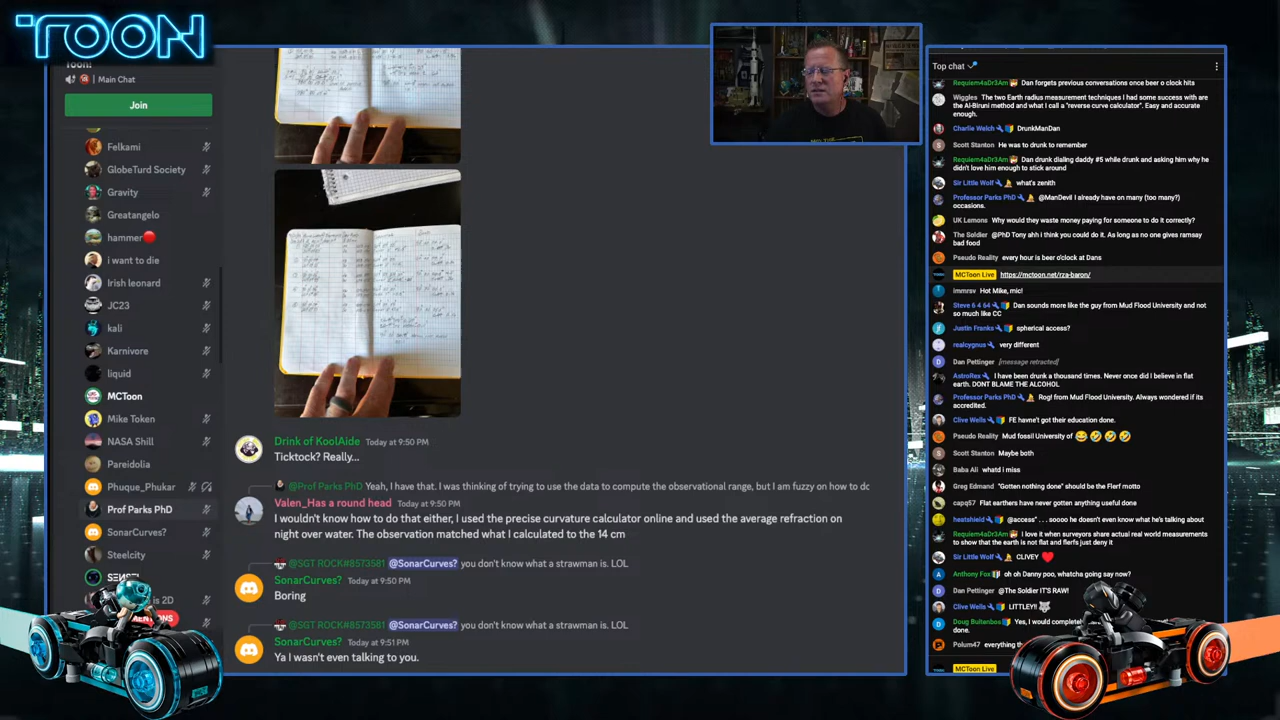 TOON
Toon!
Main Chat
Join
Felkami
GlobeTurd Society
Gravity
Greatangelo
hammer
i want to die
Irish leonard
JC23
kali
Karnivore
liquid
MCToon
Mike Token
NASA Shill
Pareidolia
Phuque_Phukar
Prof Parks PhD
SonarCurves?
Steelcity
is 2D
Drink of KoolAide Today at 9:50 PM
Ticktock? Really...
@Prof Parks PhD Yeah, I have that. I was thinking of trying to use the data to compute the observational range, but I am fuzzy on how to do
Valen_Has a round head Today at 9:50 PM
I wouldn't know how to do that either, I used the precise curvature calculator online and used the average refraction on
night over water. The observation matched what I calculated to the 14 cm
@SGT ROCK#8573581 @SonarCurves? you don't know what a strawman is. LOL
SonarCurves? Today at 9:50 PM
Boring
@SGT ROCK#8573581 @SonarCurves? you don't know what a strawman is. LOL
SonarCurves? Today at 9:51 PM
Ya I wasn't even talking to you.
Top chat
Requiem4aDr3Am Dan forgets previous conversations once beer o clock hits
Wiggles The two Earth radius measurement techniques I had some success with are
the Al-Biruni method and what I call a "reverse curve calculator". Easy and accurate
enough.
Charlie Welch DrunkManDan
Scott Stanton He was to drunk to remember
Requiem4aDr3Am Dan drunk dialing daddy #5 while drunk and asking him why he
didn't love him enough to stick around
Sir Little Wolf what's zenith
Professor Parks PhD @ManDevil I already have on many (too many?)
occasions.
UK Lemons Why would they waste money paying for someone to do it correctly?
The Soldier @PhD Tony ahh i think you could do it. As long as no one gives ramsay
bad food
Pseudo Reality every hour is beer o'clock at Dans
MCToon Live https://mctoon.net/rza-baron/
immrsv Hot Mike, mic!
Steve 6 4 64 Dan sounds more like the guy from Mud Flood University and not
so much like CC
Justin Franks spherical access?
realcygnus very different
Dan Pettinger [message retracted]
AstroRex I have been drunk a thousand times. Never once did I believe in flat
earth. DONT BLAME THE ALCOHOL
Professor Parks PhD Rog! from Mud Flood University. Always wondered if its
accredited.
Clive Wells FE havne't got their education done.
Pseudo Reality Mud fossil University of 😂🤣🤣🤣
Scott Stanton Maybe both
Baba Ali whatd i miss
Greg Edmund "Gotten nothing done" should be the Flerf motto
capq57 Flat earthers have never gotten anything useful done
heatshield @access" . . . soooo he doesn't even know what he's talking about
Requiem4aDr3Am I love it when surveyors share actual real world measurements
to show that the earth is not flat and flerfs just deny it
Sir Little Wolf CLIVEY ❤️
Anthony Fox oh oh Danny poo, whatcha going say now?
Dan Pettinger @The Soldier IT'S RAW!
Clive Wells LITTLEY!!
Doug Buitenbos Yes, I would
done.
Polum47 everything
MCToon Live